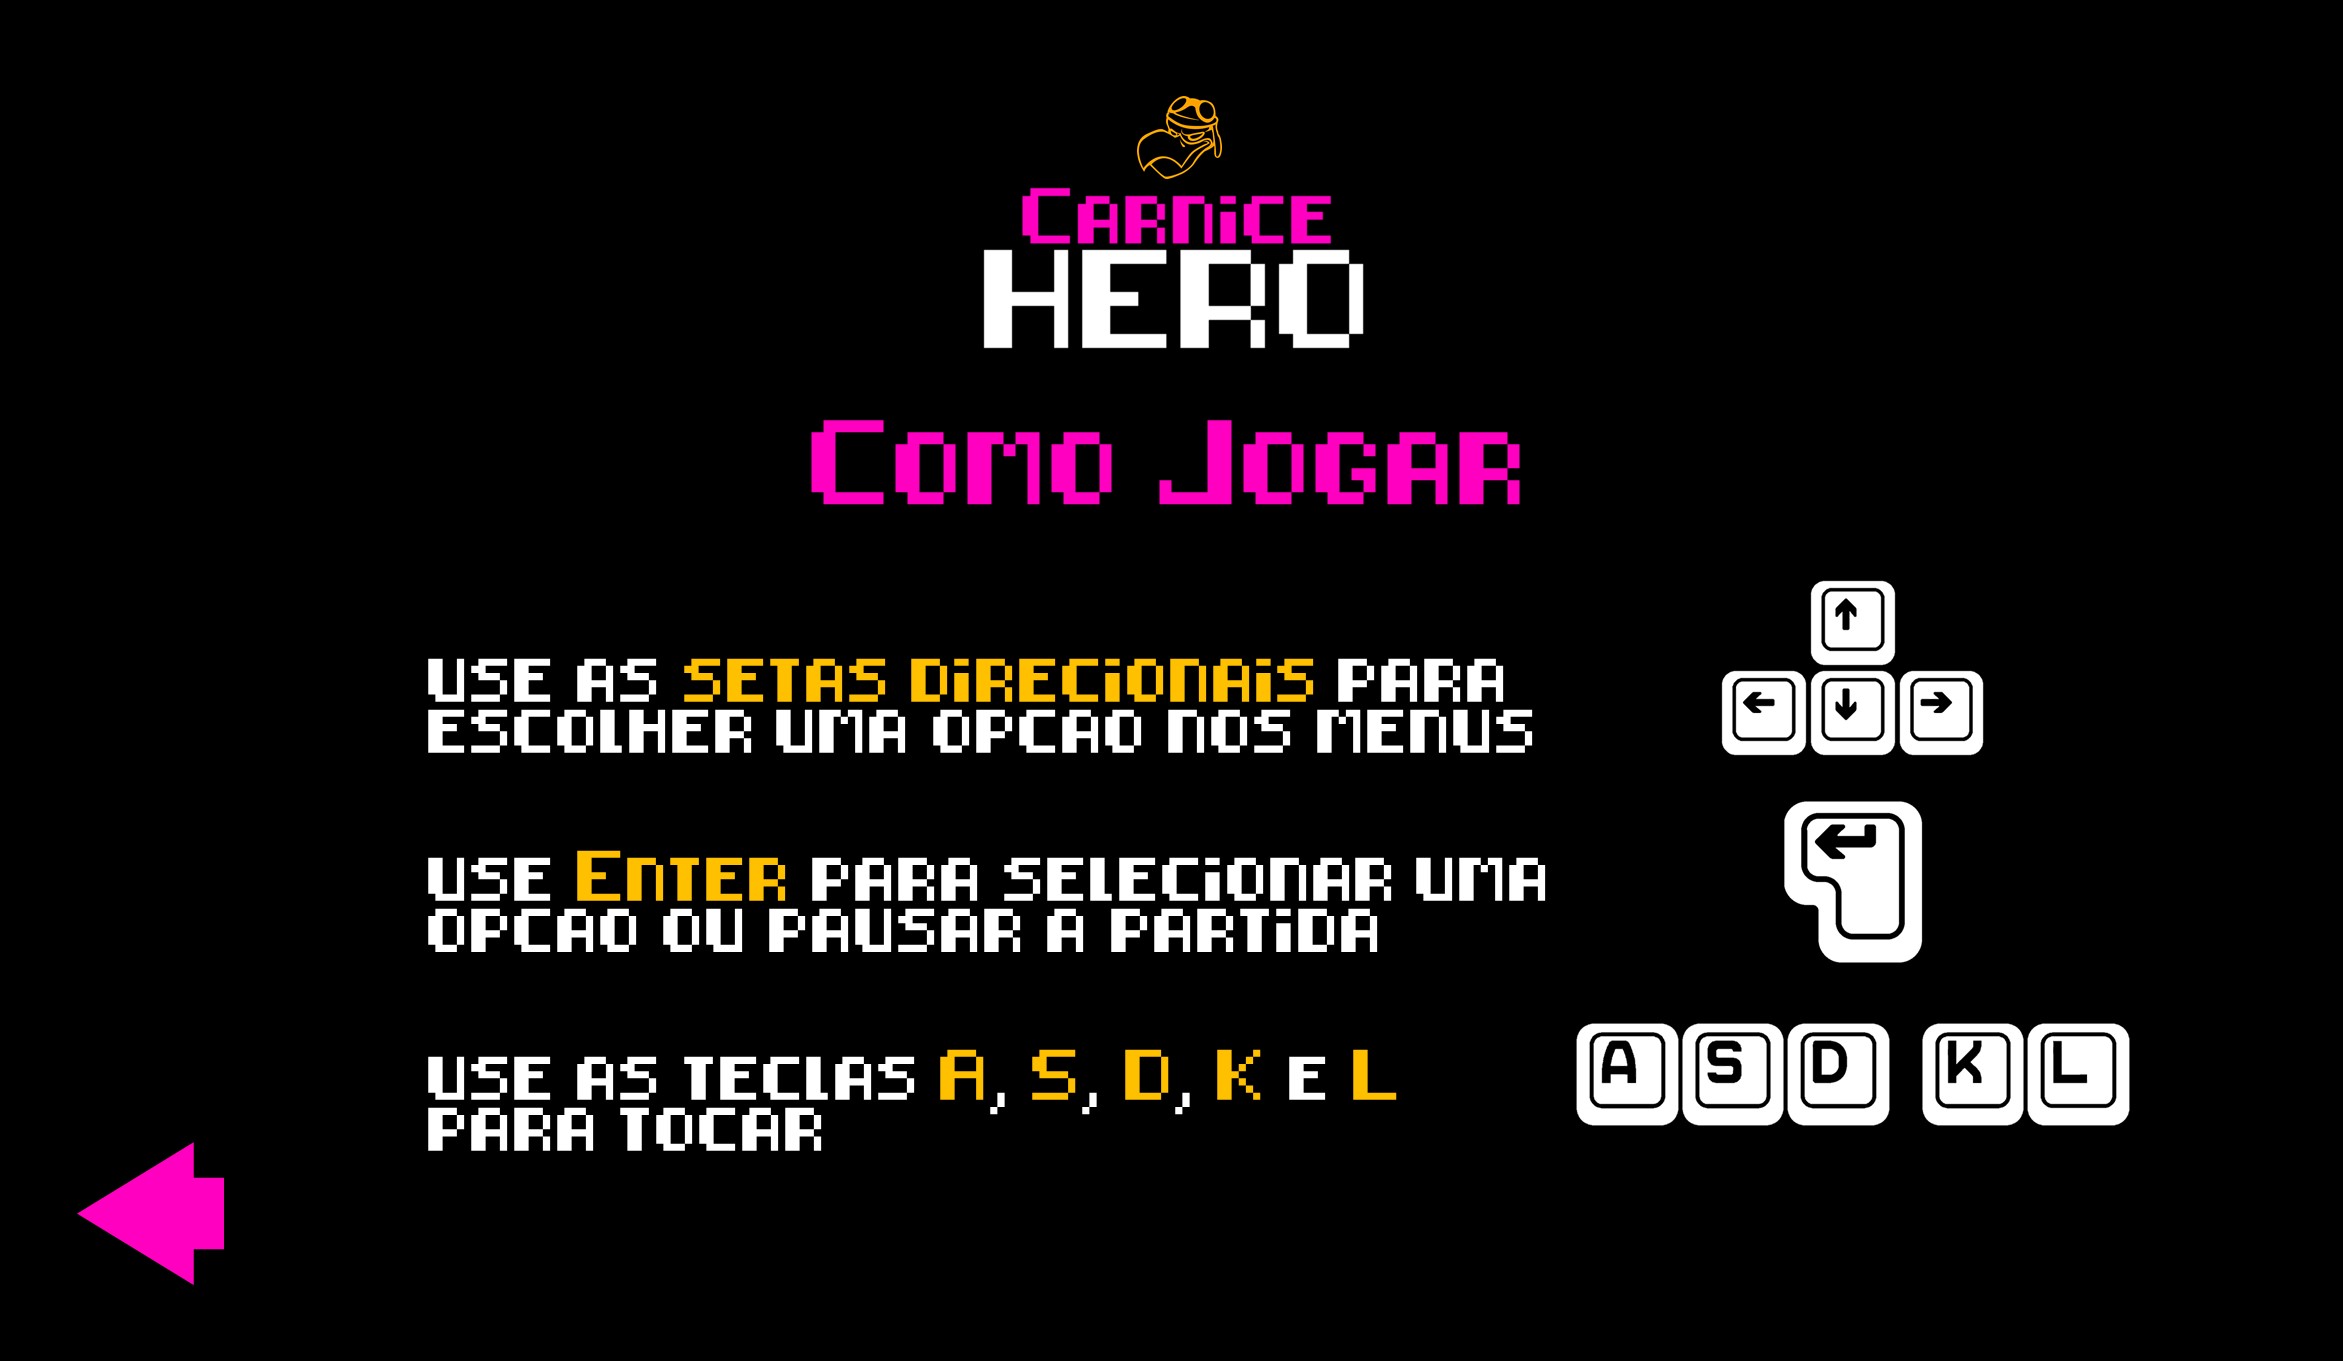 Carnice
HERO
Como Jogar
use as setas direcionais para
escolher uma opcao nos menus
use Enter para selecionar uma
opcao ou pausar a partida
use as teclas A, S, D, K e L
para tocar
A S D K L